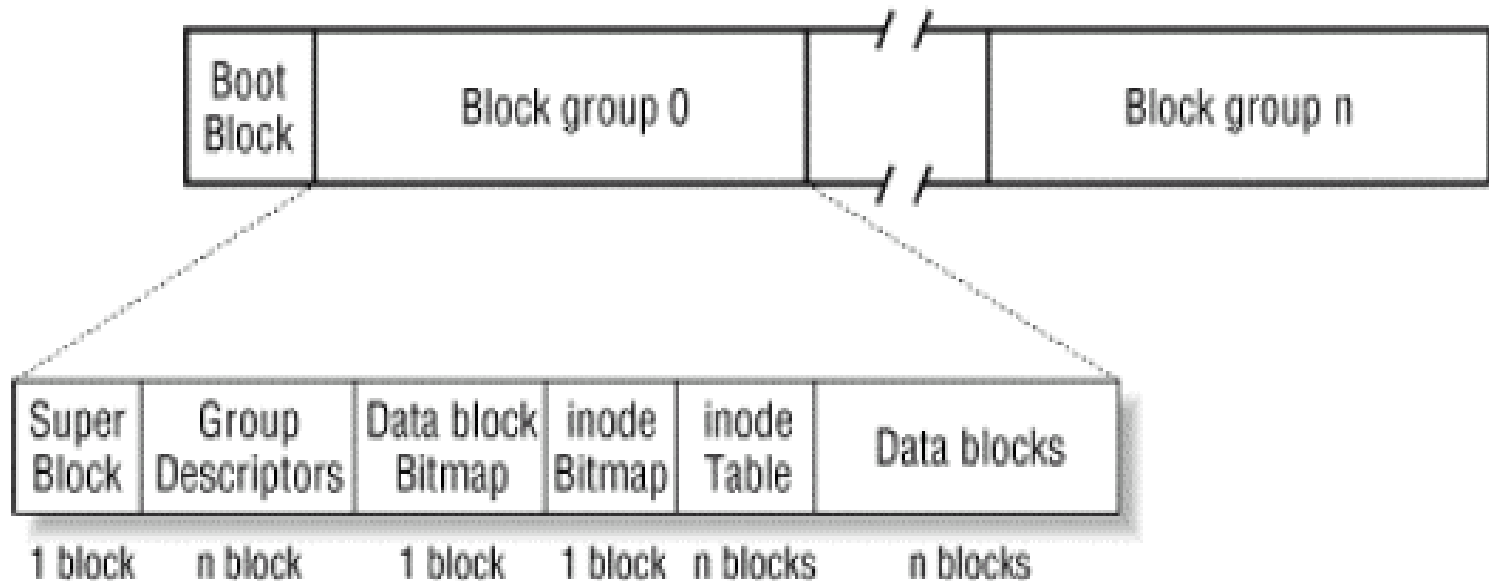 Boot
Block
Block group 0
Block group n
Super
Block
Group
Descriptors
Data block
Bitmap
inode
Bitmap
inode
Table
Data blocks
1 block
n block
1 block
1 block
n blocks
n blocks